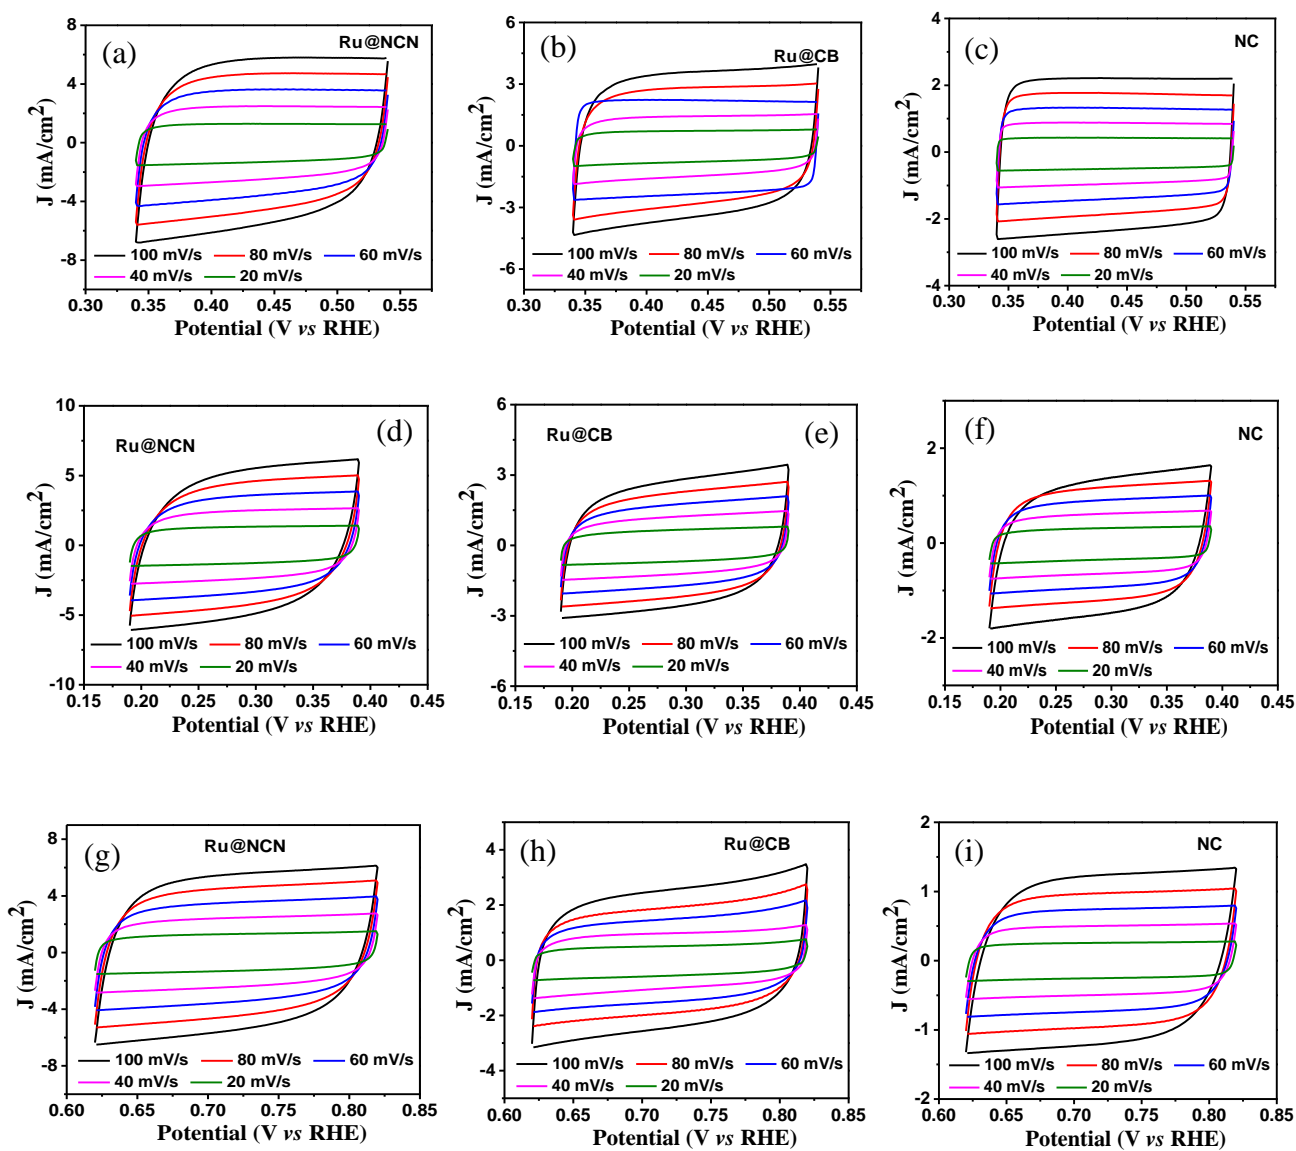 (a)
Ru@NCN
8
4
0
-4
-8
J (mA/cm2)
100 mV/s 80 mV/s 60 mV/s
40 mV/s 20 mV/s
0.30 0.35 0.40 0.45 0.50 0.55
Potential (V vs RHE)
(b)
Ru@CB
6
3
0
-3
-6
J (mA/cm2)
100 mV/s 80 mV/s 60 mV/s
40 mV/s 20 mV/s
0.30 0.35 0.40 0.45 0.50 0.55
Potential (V vs RHE)
(c)
NC
4
2
0
-2
-4
J (mA/cm2)
100 mV/s 80 mV/s 60 mV/s
40 mV/s 20 mV/s
0.30 0.35 0.40 0.45 0.50 0.55
Potential (V vs RHE)
Ru@NCN
(d)
10
5
0
-5
-10
J (mA/cm2)
100 mV/s 80 mV/s 60 mV/s
40 mV/s 20 mV/s
0.15 0.20 0.25 0.30 0.35 0.40 0.45
Potential (V vs RHE)
Ru@CB
(e)
6
3
0
-3
-6
J (mA/cm2)
100 mV/s 80 mV/s 60 mV/s
40 mV/s 20 mV/s
0.15 0.20 0.25 0.30 0.35 0.40 0.45
Potential (V vs RHE)
(f)
NC
2
0
-2
J (mA/cm2)
100 mV/s 80 mV/s 60 mV/s
40 mV/s 20 mV/s
0.15 0.20 0.25 0.30 0.35 0.40 0.45
Potential (V vs RHE)
(g)
Ru@NCN
8
4
0
-4
-8
J (mA/cm2)
100 mV/s 80 mV/s 60 mV/s
40 mV/s 20 mV/s
0.60 0.65 0.70 0.75 0.80 0.85
Potential (V vs RHE)
(h)
Ru@CB
4
2
0
-2
-4
J (mA/cm2)
100 mV/s 80 mV/s 60 mV/s
40 mV/s 20 mV/s
0.60 0.65 0.70 0.75 0.80 0.85
Potential (V vs RHE)
(i)
NC
2
1
0
-1
-2
J (mA/cm2)
100 mV/s 80 mV/s 60 mV/s
40 mV/s 20 mV/s
0.60 0.65 0.70 0.75 0.80 0.85
Potential (V vs RHE)